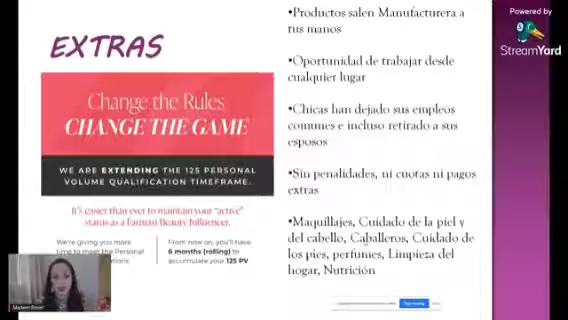 EXTRAS
Change the Rules
CHANGE THE GAME
WE ARE EXTENDING THE 125 PERSONAL
VOLUME QUALIFICATION TIMEFRAME.
It's easier than ever to maintain your "active"
status as a Farmasi Beauty Influencer.
We're giving you more
time to meet the Personal
From now on, you'll have
6 months (rolling) to
accumulate your 125 PV
•Productos salen Manufacturera a
tus manos
•Oportunidad de trabajar desde
cualquier lugar
•Chicas han dejado sus empleos
comunes e incluso retirado a sus
esposos
•Sin penalidades, ni cuotas ni pagos
extras
•Maquillajes, Cuidado de la piel y
y del cabello, Caballeros, Cuidado de
los pies, perfumes, Limpieza del
hogar, Nutrición
Powered by
StreamYard